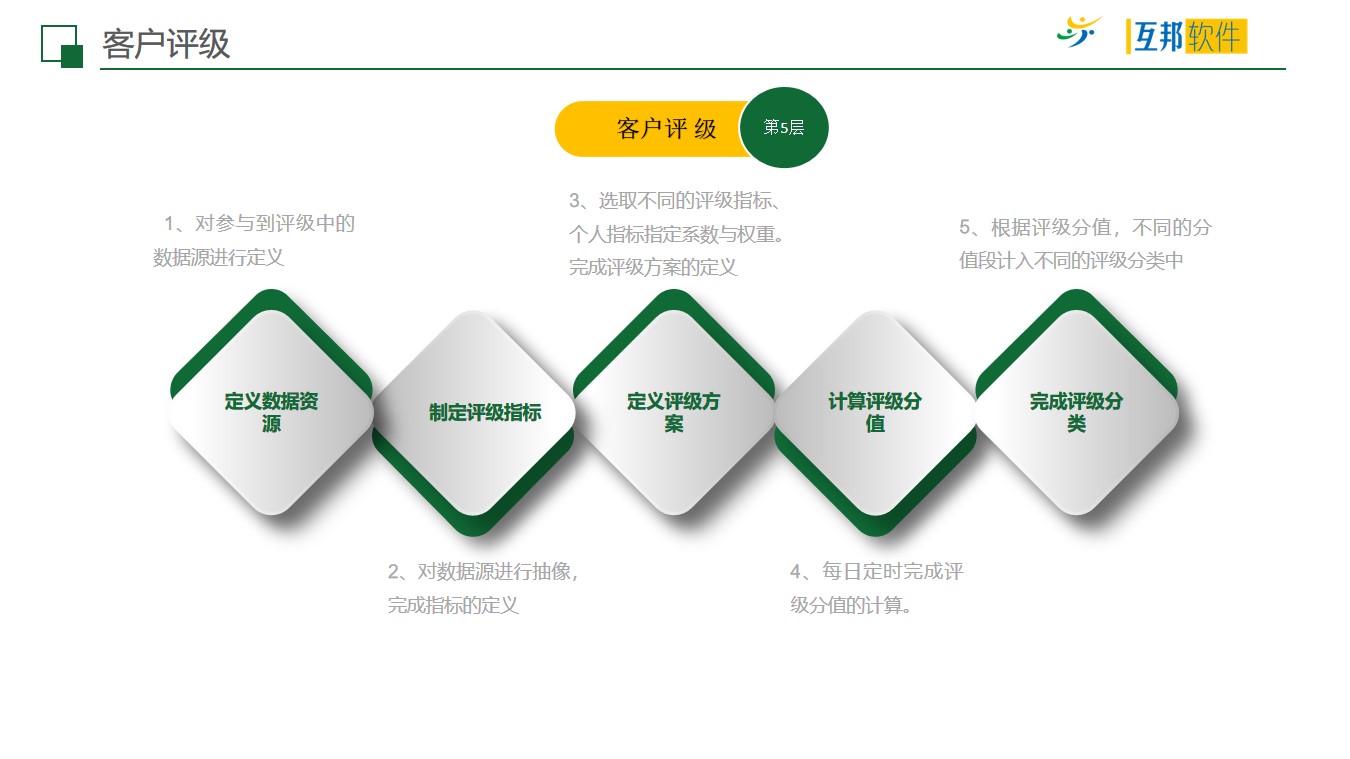 客户评级
互邦软件
客户评 级
第5层
1、对参与到评级中的
数据源进行定义
3、选取不同的评级指标、
个人指标指定系数与权重。
完成评级方案的定义
5、根据评级分值，不同的分
值段计入不同的评级分类中
定义数据资
源
制定评级指标
定义评级方
案
计算评级分
值
完成评级分
类
2、对数据源进行抽像，
完成指标的定义
4、每日定时完成评
级分值的计算。